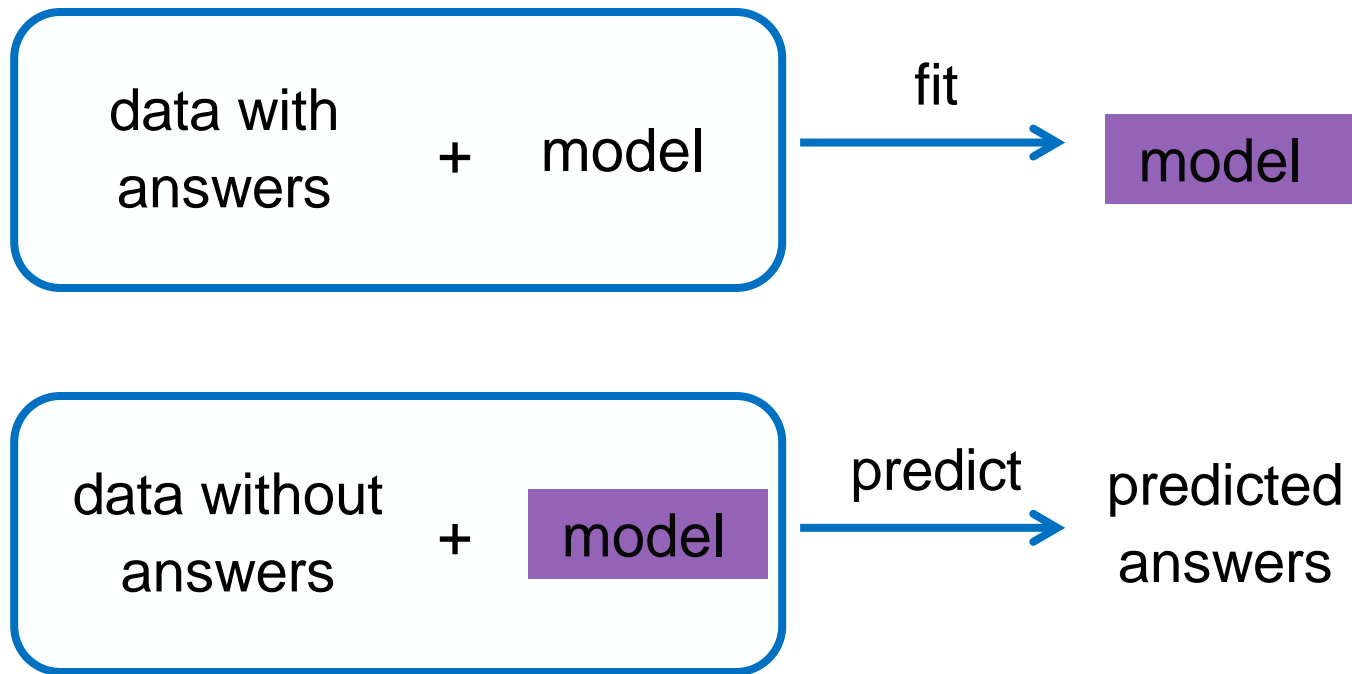 data with
answers
+
model
fit
model
data without
answers
+
model
predict
predicted
answers